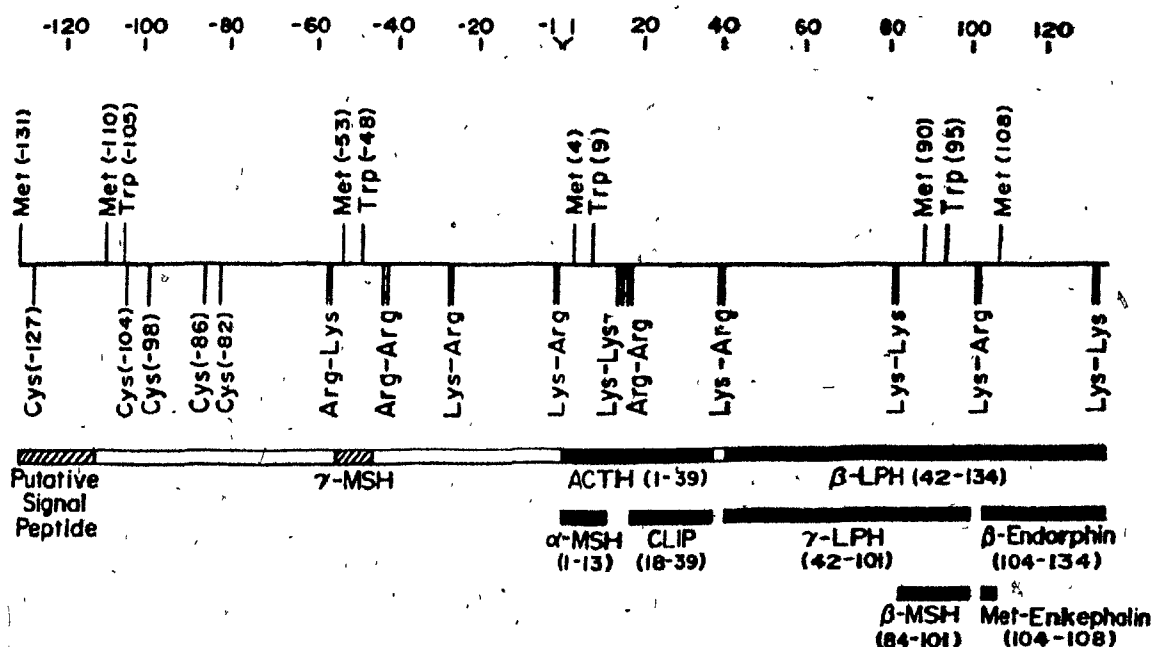 -120 -100 -80 -60 -40 -20 -1 1 20 40 60 80 100 120
Met (-131)
Met (-110)
Trp (-105)
Met (-53)
Trp (-48)
Met (4)
Trp (9)
Met (90)
Trp (95)
Met (108)
Cys (-127)
Cys (-104)
Cys (-98)
Cys (-86)
Cys (-82)
Arg-Lys
Arg-Arg
Lys-Arg
Lys-Arg
Lys-Lys
Arg-Arg
Lys-Arg
Lys-Lys
Lys-Arg
Lys-Lys
Putative
Signal
Peptide
γ-MSH
ACTH (1-39)
β-LPH (42-134)
α-MSH
(1-13)
CLIP
(18-39)
γ-LPH
(42-101)
β-Endorphin
(104-134)
β-MSH
(84-101)
Met-Enkephalin
(104-108)